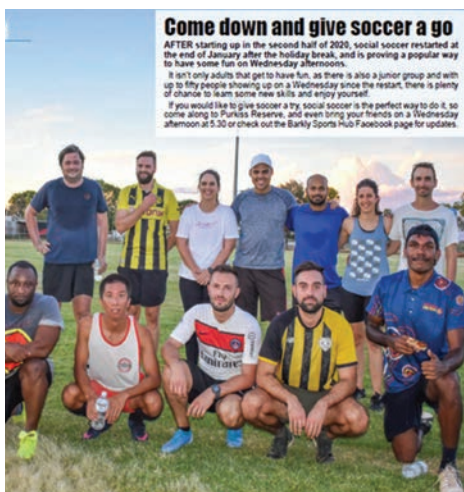 Come down and give soccer a go
AFTER starting up in the second half of 2020, social soccer restarted at
the end of January after the holiday break, and is proving a popular way
to have some fun on Wednesday afternoons.
It isn't only adults that get to have fun, as there is also a junior group and with
up to fifty people showing up on a Wednesday since the restart, there is plenty
of chance to learn some new skills and enjoy yourself.
If you would like to give soccer a try, social soccer is the perfect way to do it, so
come along to Purkiss Reserve, and even bring your friends on a Wednesday
afternoon at 5.30 or check out the Barkly Sports Hub Facebook page for updates.
Fly
Emirates